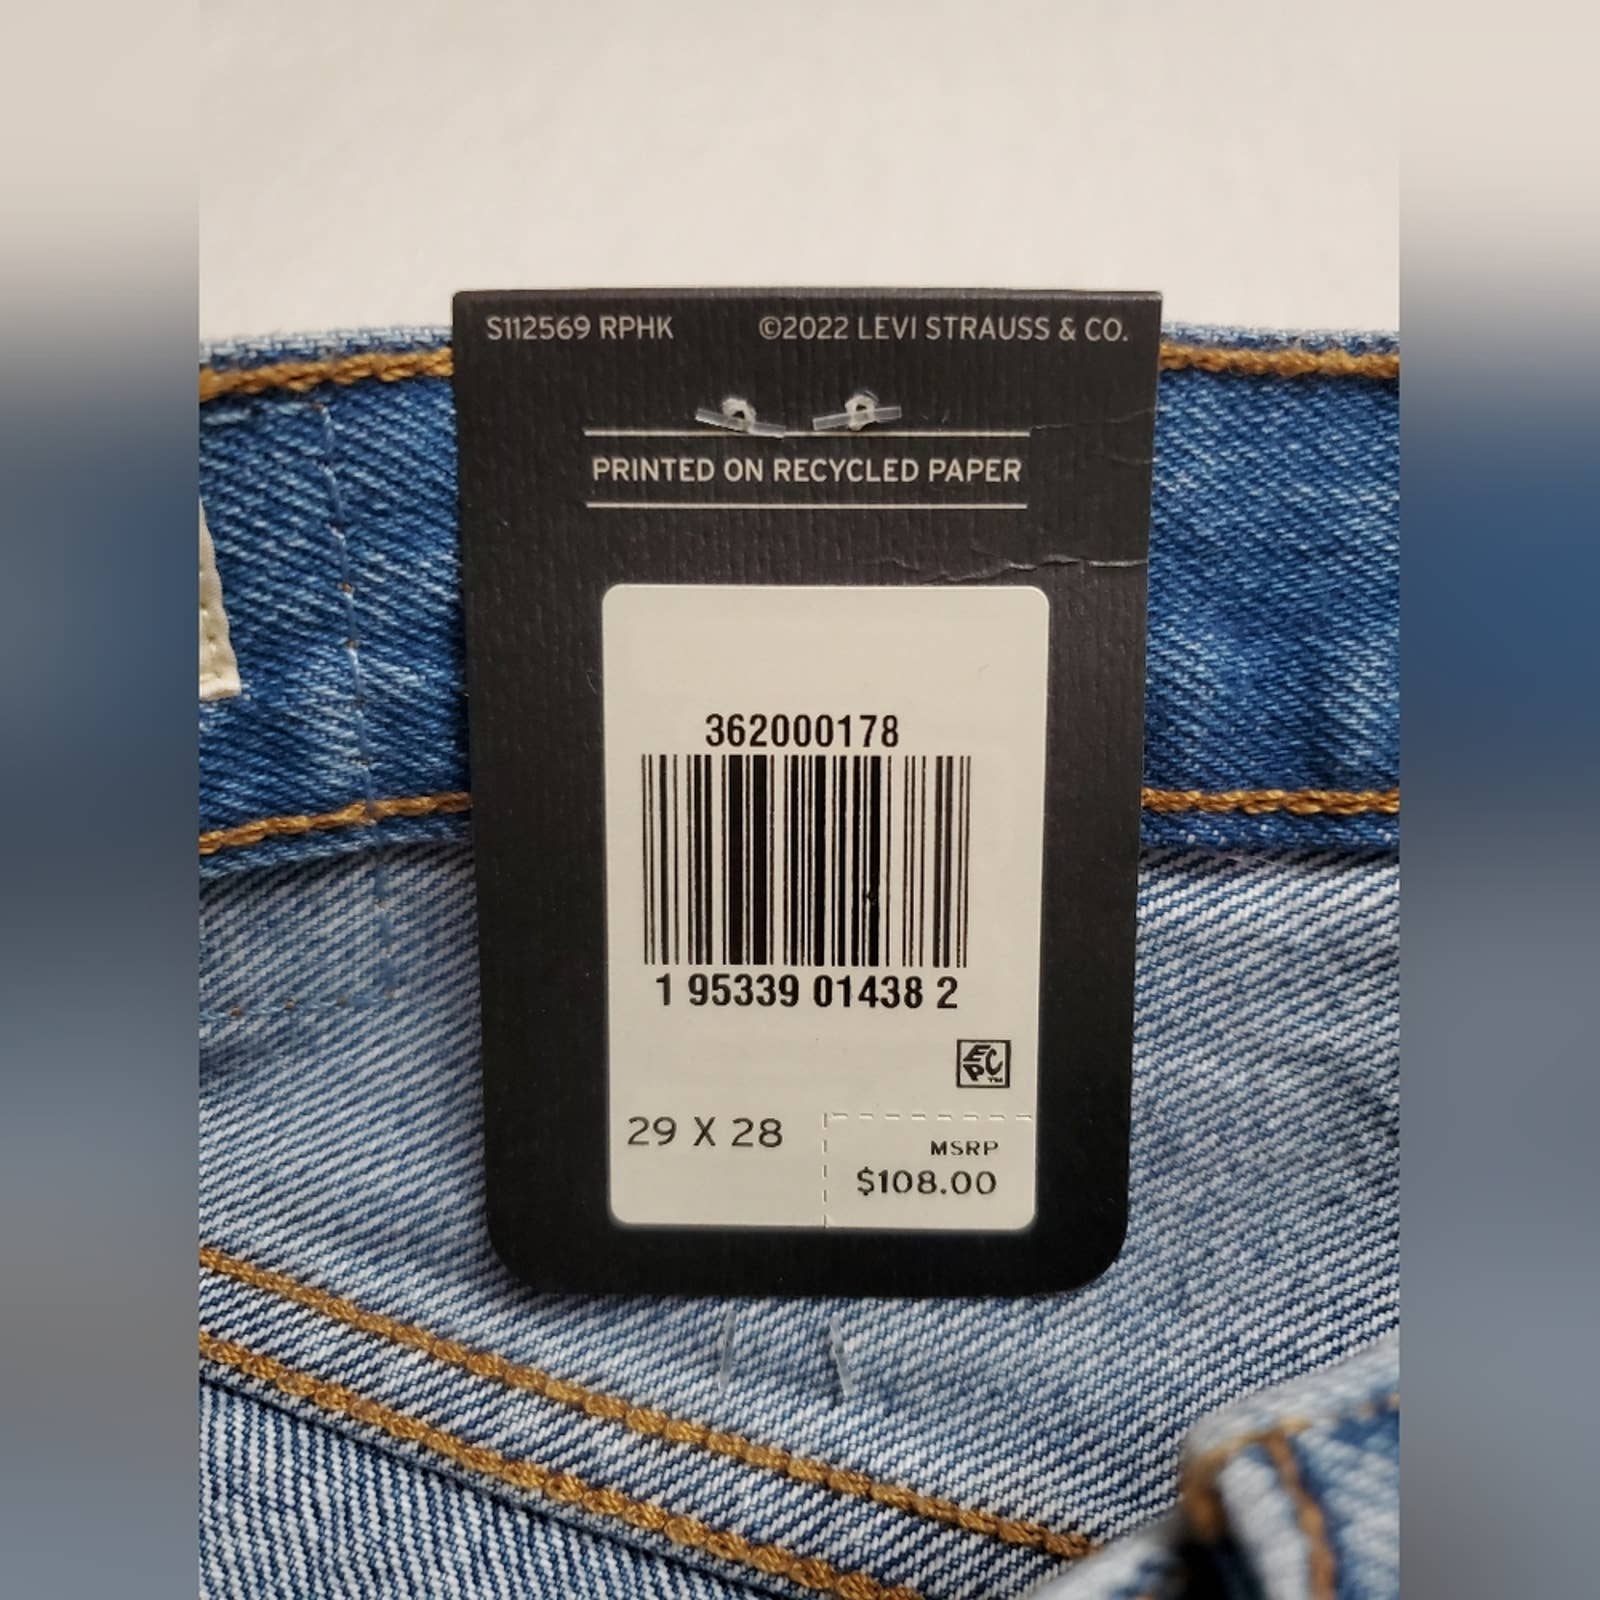 S112569 RPHK ©2022 LEVI STRAUSS & CO.
PRINTED ON RECYCLED PAPER
362000178
1 95339 01438 2
EPC™
29 X 28
MSRP
$108.00